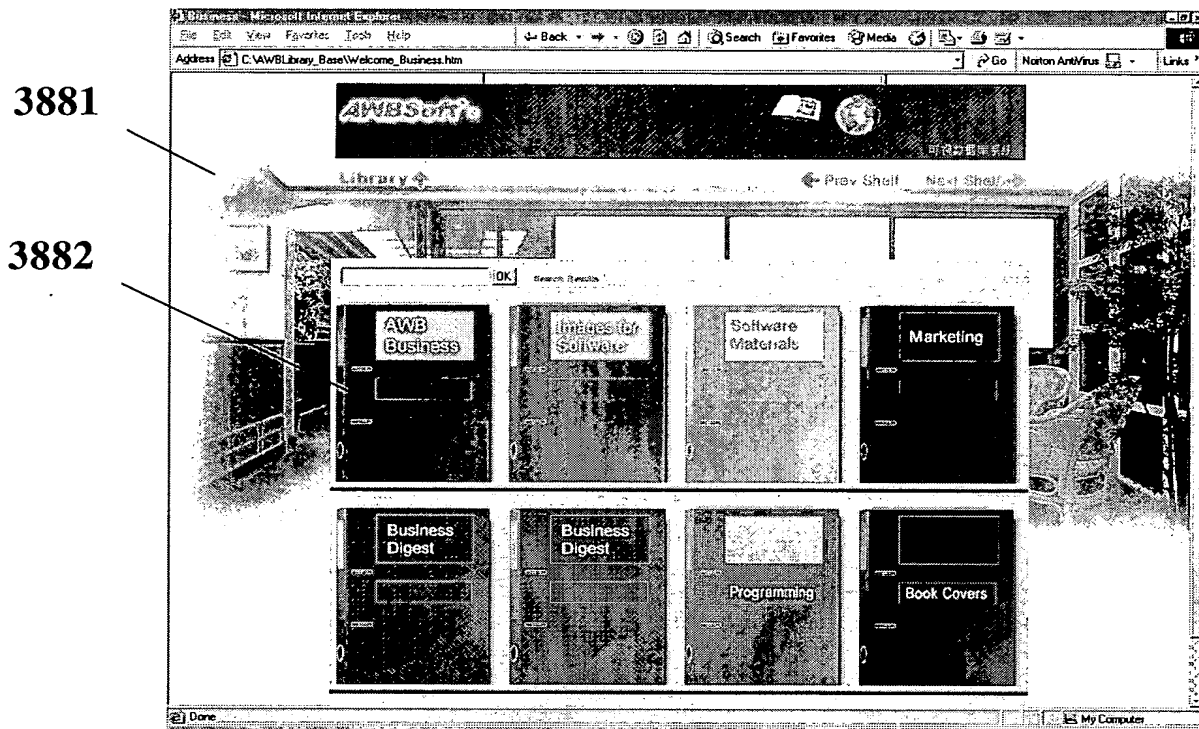 Business - Microsoft Internet Explorer
File Edit View Favorites Tools Help Back Search Favorites Media
Address C:\AWBLibrary_Base\Welcome_Business.htm Go Norton AntiVirus Links
3881
AWBSoft's
Library Prev Shelf Next Shelf
3882
OK Search Results
AWB
Business
Images for
Software
Software
Materials
Marketing
Business
Digest
Business
Digest
Programming
Book Covers
Done My Computer